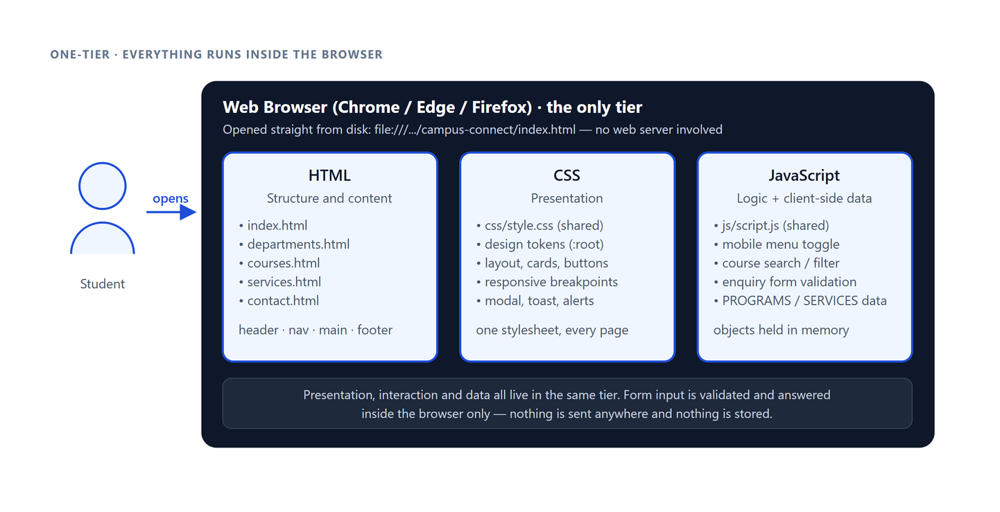 ONE-TIER · EVERYTHING RUNS INSIDE THE BROWSER
Web Browser (Chrome / Edge / Firefox) · the only tier
Opened straight from disk: file:///.../campus-connect/index.html — no web server involved
opens
Student
HTML
Structure and content
• index.html
• departments.html
• courses.html
• services.html
• contact.html
header · nav · main · footer
CSS
Presentation
• css/style.css (shared)
• design tokens (:root)
• layout, cards, buttons
• responsive breakpoints
• modal, toast, alerts
one stylesheet, every page
JavaScript
Logic + client-side data
• js/script.js (shared)
• mobile menu toggle
• course search / filter
• enquiry form validation
• PROGRAMS / SERVICES data
objects held in memory
Presentation, interaction and data all live in the same tier. Form input is validated and answered
inside the browser only — nothing is sent anywhere and nothing is stored.